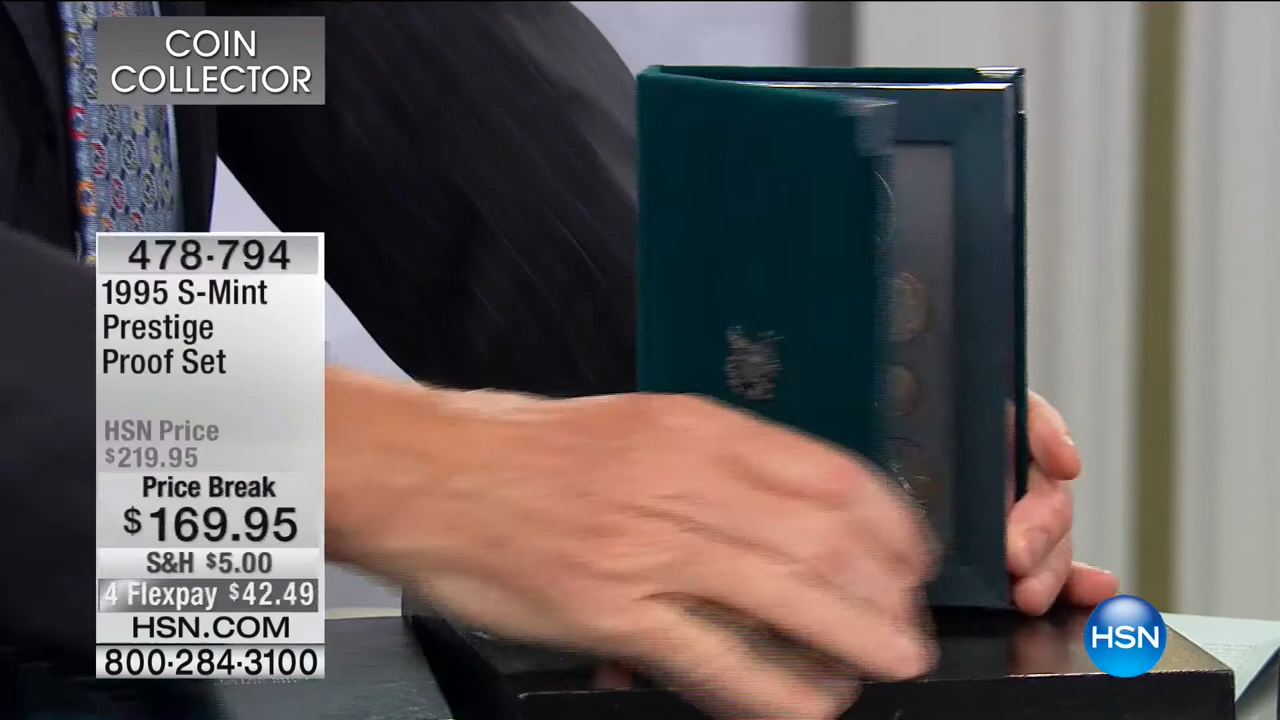 COIN
COLLECTOR
478-794
1995 S-Mint
Prestige
Proof Set
HSN Price
$219.95
Price Break
$169.95
S&H $5.00
4 Flexpay $42.49
HSN.COM
800-284-3100
HSN